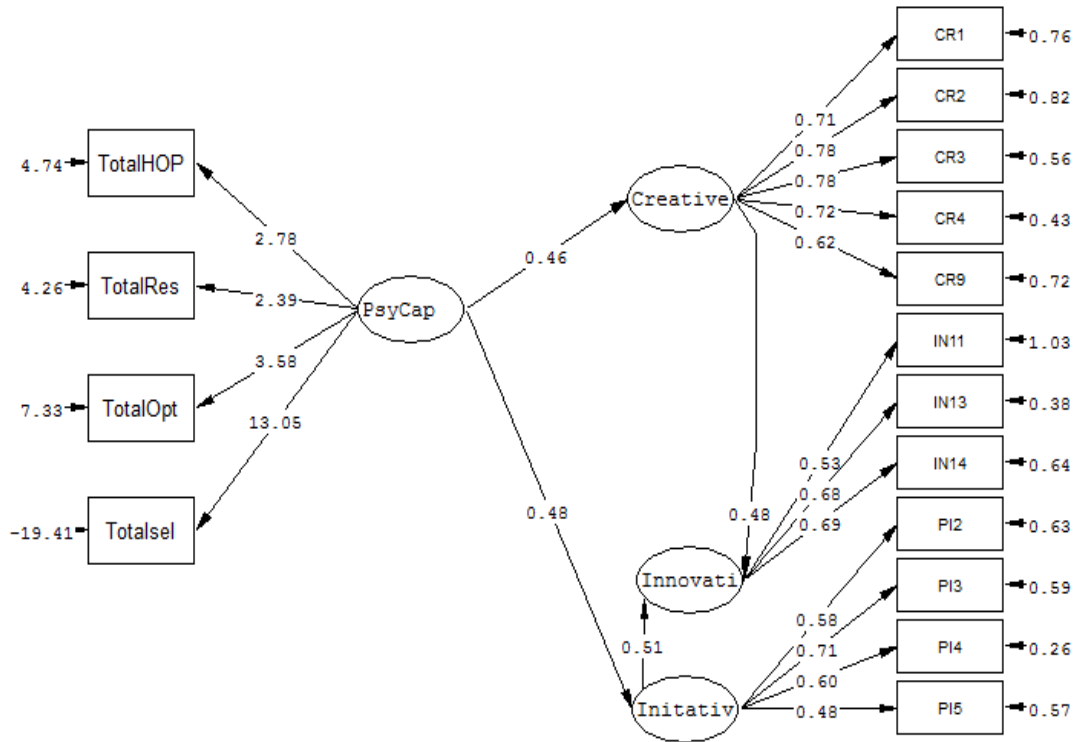 CR1
0.76
CR2
0.82
0.71
0.78
CR3
0.56
4.74
TotalHOP
0.78
Creative
0.72
CR4
0.43
2.78
0.62
0.46
CR9
0.72
4.26
TotalRes
2.39
PsyCap
IN11
1.03
3.58
7.33
TotalOpt
IN13
0.38
13.05
0.53
IN14
0.64
0.68
0.48
0.48
0.69
PI2
0.63
-19.41
Totalsel
Innovati
PI3
0.59
0.58
0.51
0.71
PI4
0.26
0.60
Initativ
0.48
PI5
0.57